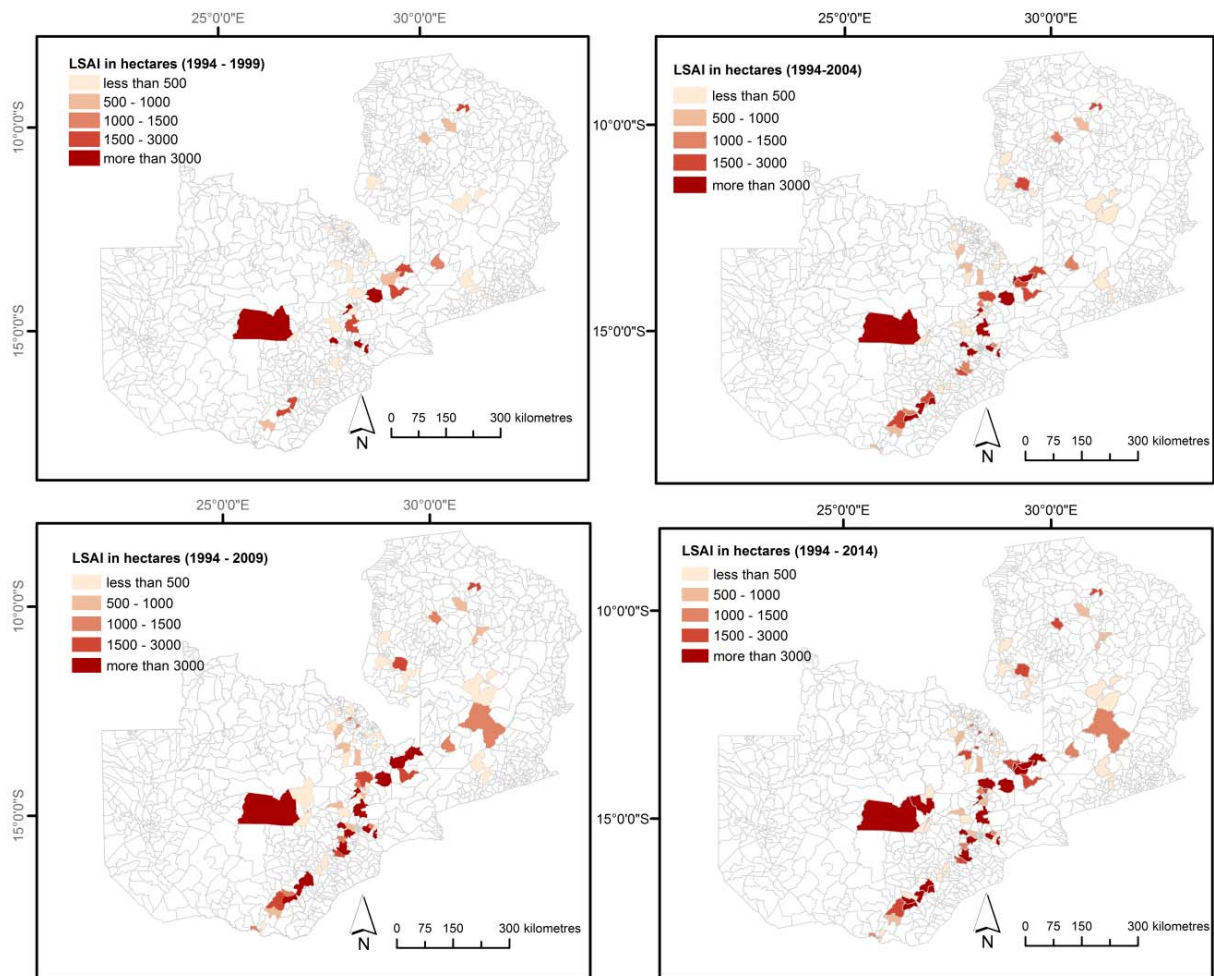 25°0'0"E 30°0'0"E
LSAI in hectares (1994 - 1999)
less than 500
500 - 1000
1000 - 1500
1500 - 3000
more than 3000
10°0'0"S
15°0'0"S
0 75 150 300 kilometres
N
25°0'0"E 30°0'0"E
LSAI in hectares (1994-2004)
less than 500
500 - 1000
1000 - 1500
1500 - 3000
more than 3000
10°0'0"S
15°0'0"S
0 75 150 300 kilometres
N
25°0'0"E 30°0'0"E
LSAI in hectares (1994 - 2009)
less than 500
500 - 1000
1000 - 1500
1500 - 3000
more than 3000
10°0'0"S
15°0'0"S
0 75 150 300 kilometres
N
25°0'0"E 30°0'0"E
LSAI in hectares (1994 - 2014)
less than 500
500 - 1000
1000 - 1500
1500 - 3000
more than 3000
10°0'0"S
15°0'0"S
0 75 150 300 kilometres
N